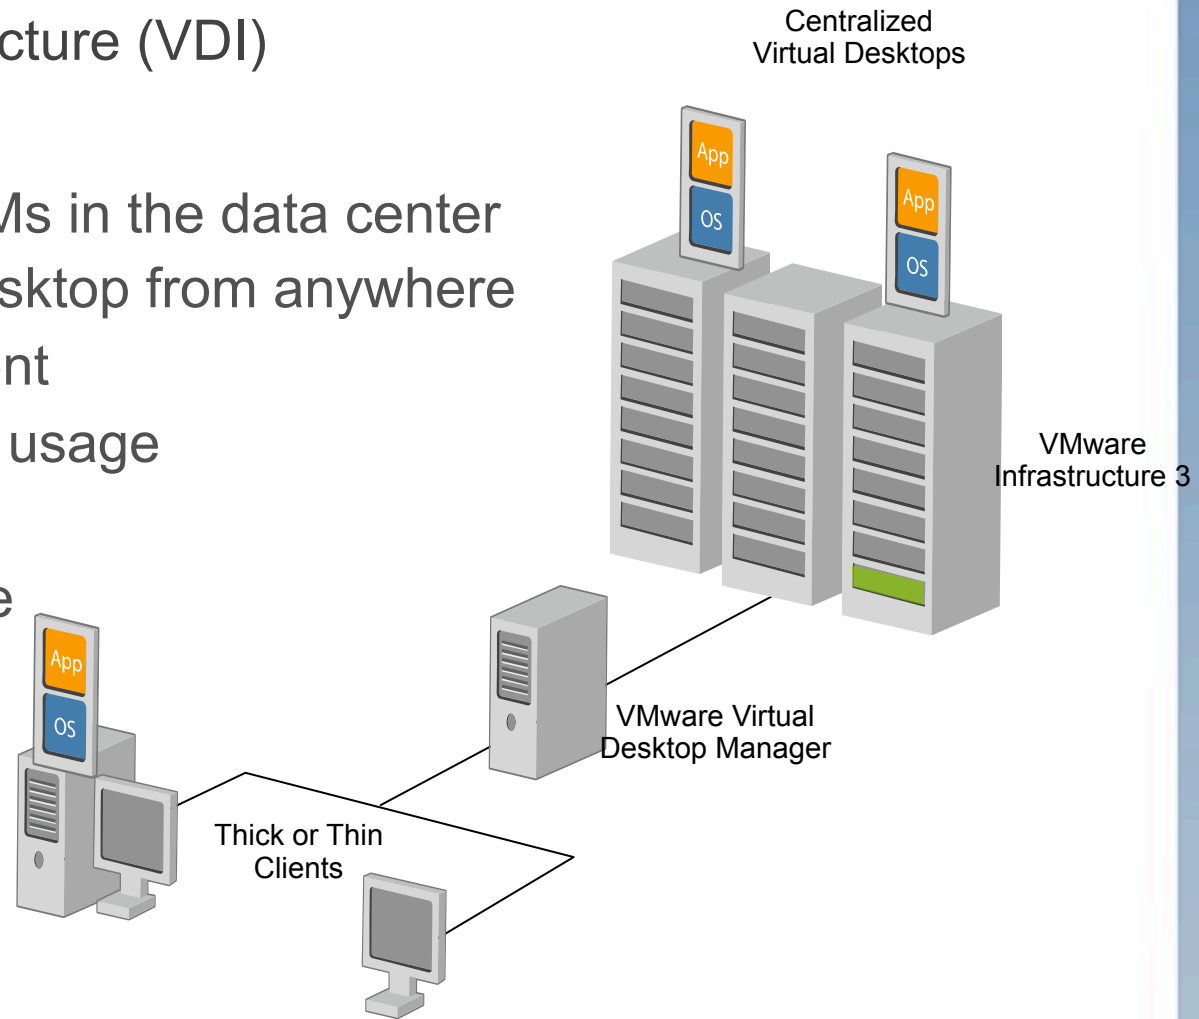 cture (VDI)
Ms in the data center
sktop from anywhere
nt
usage
e
Centralized
Virtual Desktops
App
OS
App
OS
VMware
Infrastructure 3
VMware Virtual
Desktop Manager
App
OS
Thick or Thin
Clients